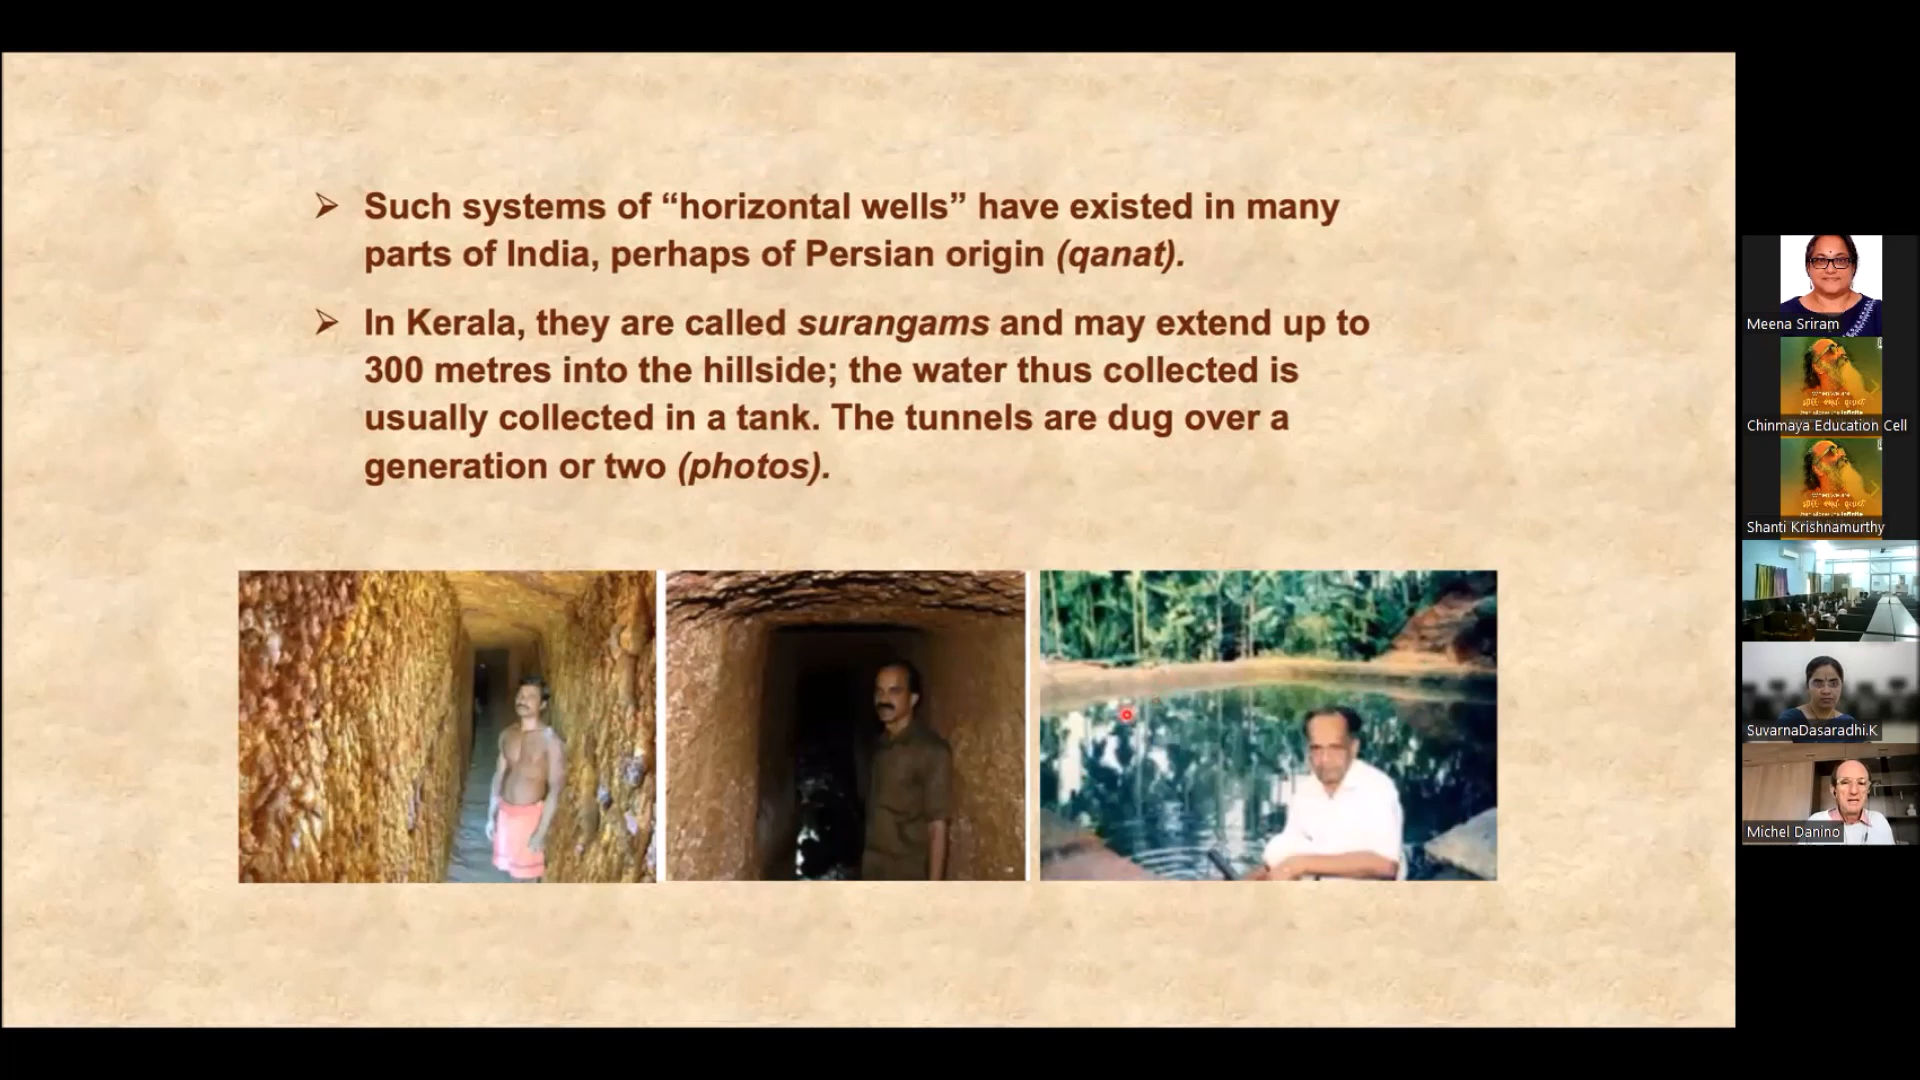 ➢ Such systems of “horizontal wells” have existed in many
parts of India, perhaps of Persian origin (qanat).
➢ In Kerala, they are called surangams and may extend up to
300 metres into the hillside; the water thus collected is
usually collected in a tank. The tunnels are dug over a
generation or two (photos).
Meena Sriram
Chinmaya Education Cell
Shanti Krishnamurthy
SuvarnaDasaradhi.K
Michel Danino